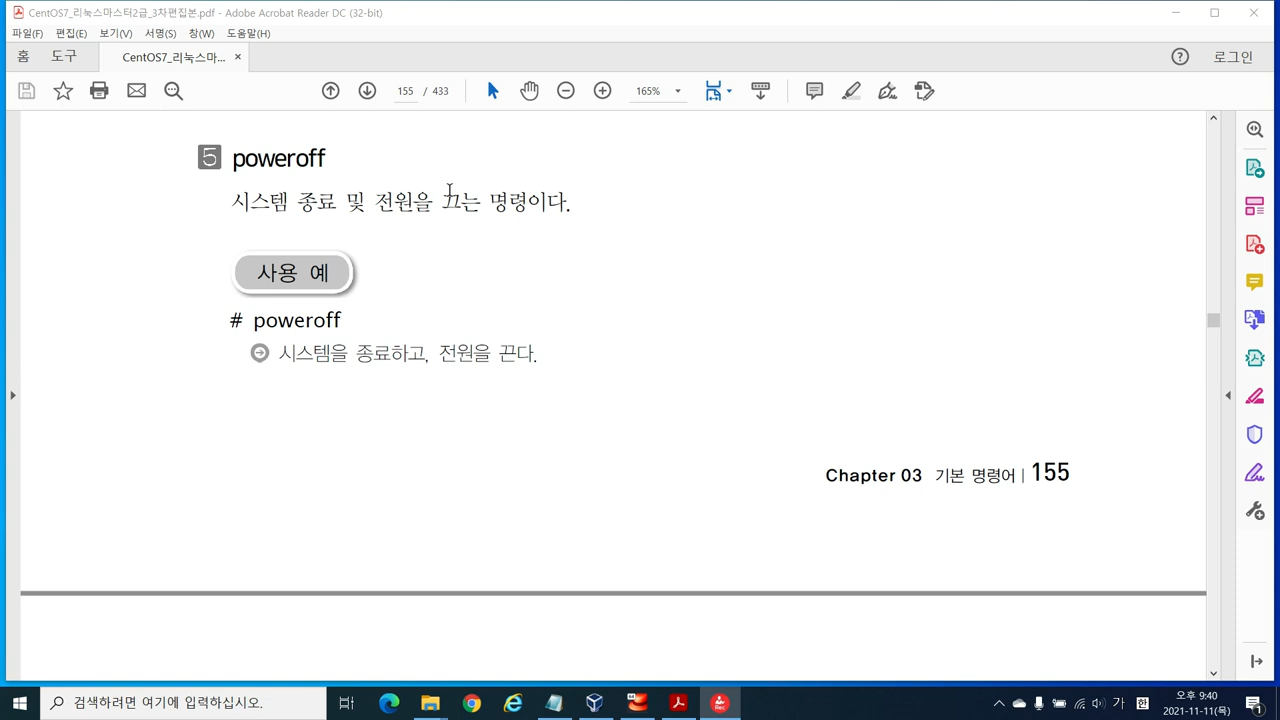 CentOS7_리눅스마스터2급_3차편집본.pdf - Adobe Acrobat Reader DC (32-bit)
파일(F) 편집(E) 보기(V) 서명(S) 창(W) 도움말(H)
홈 도구 CentOS7_리눅스마... × 로그인
155 / 433 165%
5 poweroff
시스템 종료 및 전원을 끄는 명령이다.
사용 예
# poweroff
시스템을 종료하고, 전원을 끈다.
Chapter 03 기본 명령어 | 155
검색하려면 여기에 입력하십시오.
Rec
가 한
오후 9:40
2021-11-11(목)
1